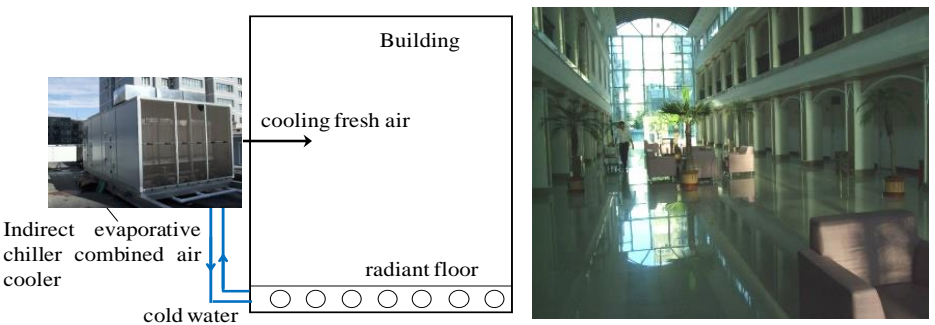 Building
cooling fresh air
Indirect evaporative
chiller combined air
cooler
radiant floor
cold water